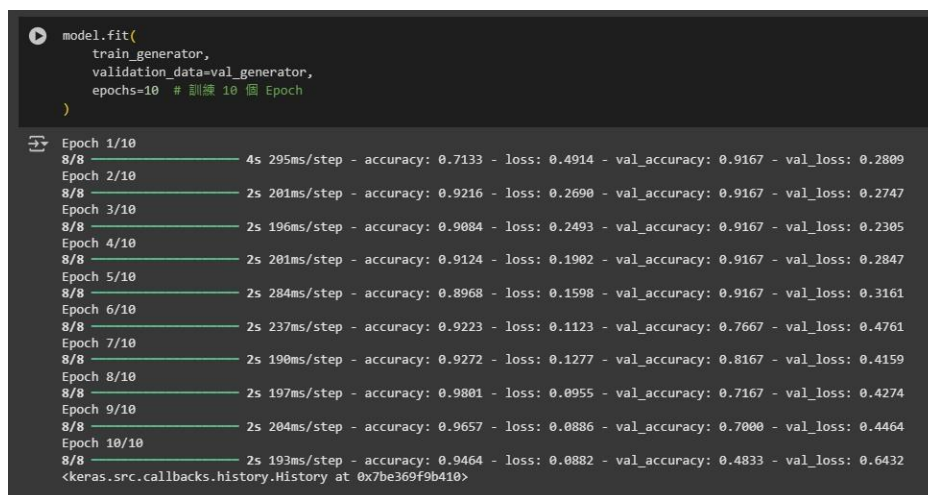 model.fit(
    train_generator,
    validation_data=val_generator,
    epochs=10  # 訓練 10 個 Epoch
)
Epoch 1/10
8/8 ━━━━━━━━━━━━━━━━━━━━ 4s 295ms/step - accuracy: 0.7133 - loss: 0.4914 - val_accuracy: 0.9167 - val_loss: 0.2809
Epoch 2/10
8/8 ━━━━━━━━━━━━━━━━━━━━ 2s 201ms/step - accuracy: 0.9216 - loss: 0.2690 - val_accuracy: 0.9167 - val_loss: 0.2747
Epoch 3/10
8/8 ━━━━━━━━━━━━━━━━━━━━ 2s 196ms/step - accuracy: 0.9084 - loss: 0.2493 - val_accuracy: 0.9167 - val_loss: 0.2305
Epoch 4/10
8/8 ━━━━━━━━━━━━━━━━━━━━ 2s 201ms/step - accuracy: 0.9124 - loss: 0.1902 - val_accuracy: 0.9167 - val_loss: 0.2847
Epoch 5/10
8/8 ━━━━━━━━━━━━━━━━━━━━ 2s 284ms/step - accuracy: 0.8968 - loss: 0.1598 - val_accuracy: 0.9167 - val_loss: 0.3161
Epoch 6/10
8/8 ━━━━━━━━━━━━━━━━━━━━ 2s 237ms/step - accuracy: 0.9223 - loss: 0.1123 - val_accuracy: 0.7667 - val_loss: 0.4761
Epoch 7/10
8/8 ━━━━━━━━━━━━━━━━━━━━ 2s 190ms/step - accuracy: 0.9272 - loss: 0.1277 - val_accuracy: 0.8167 - val_loss: 0.4159
Epoch 8/10
8/8 ━━━━━━━━━━━━━━━━━━━━ 2s 197ms/step - accuracy: 0.9801 - loss: 0.0955 - val_accuracy: 0.7167 - val_loss: 0.4274
Epoch 9/10
8/8 ━━━━━━━━━━━━━━━━━━━━ 2s 204ms/step - accuracy: 0.9657 - loss: 0.0886 - val_accuracy: 0.7000 - val_loss: 0.4464
Epoch 10/10
8/8 ━━━━━━━━━━━━━━━━━━━━ 2s 193ms/step - accuracy: 0.9464 - loss: 0.0882 - val_accuracy: 0.4833 - val_loss: 0.6432
<keras.src.callbacks.history.History at 0x7be369f9b410>